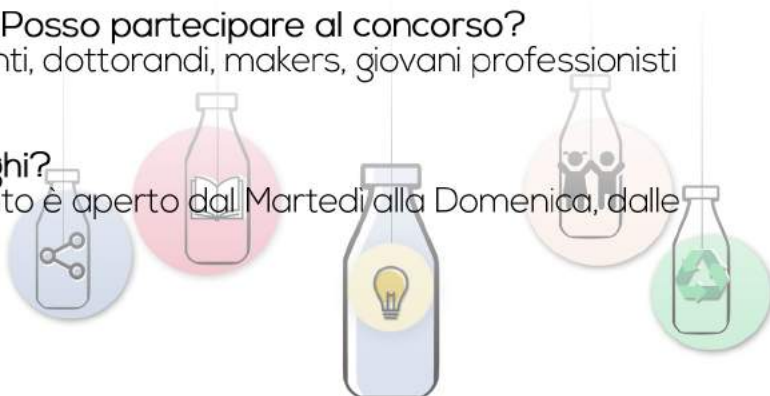 Posso partecipare al concorso?
nti, dottorandi, makers, giovani professionisti
ghi?
to è aperto dal Martedì alla Domenica, dalle